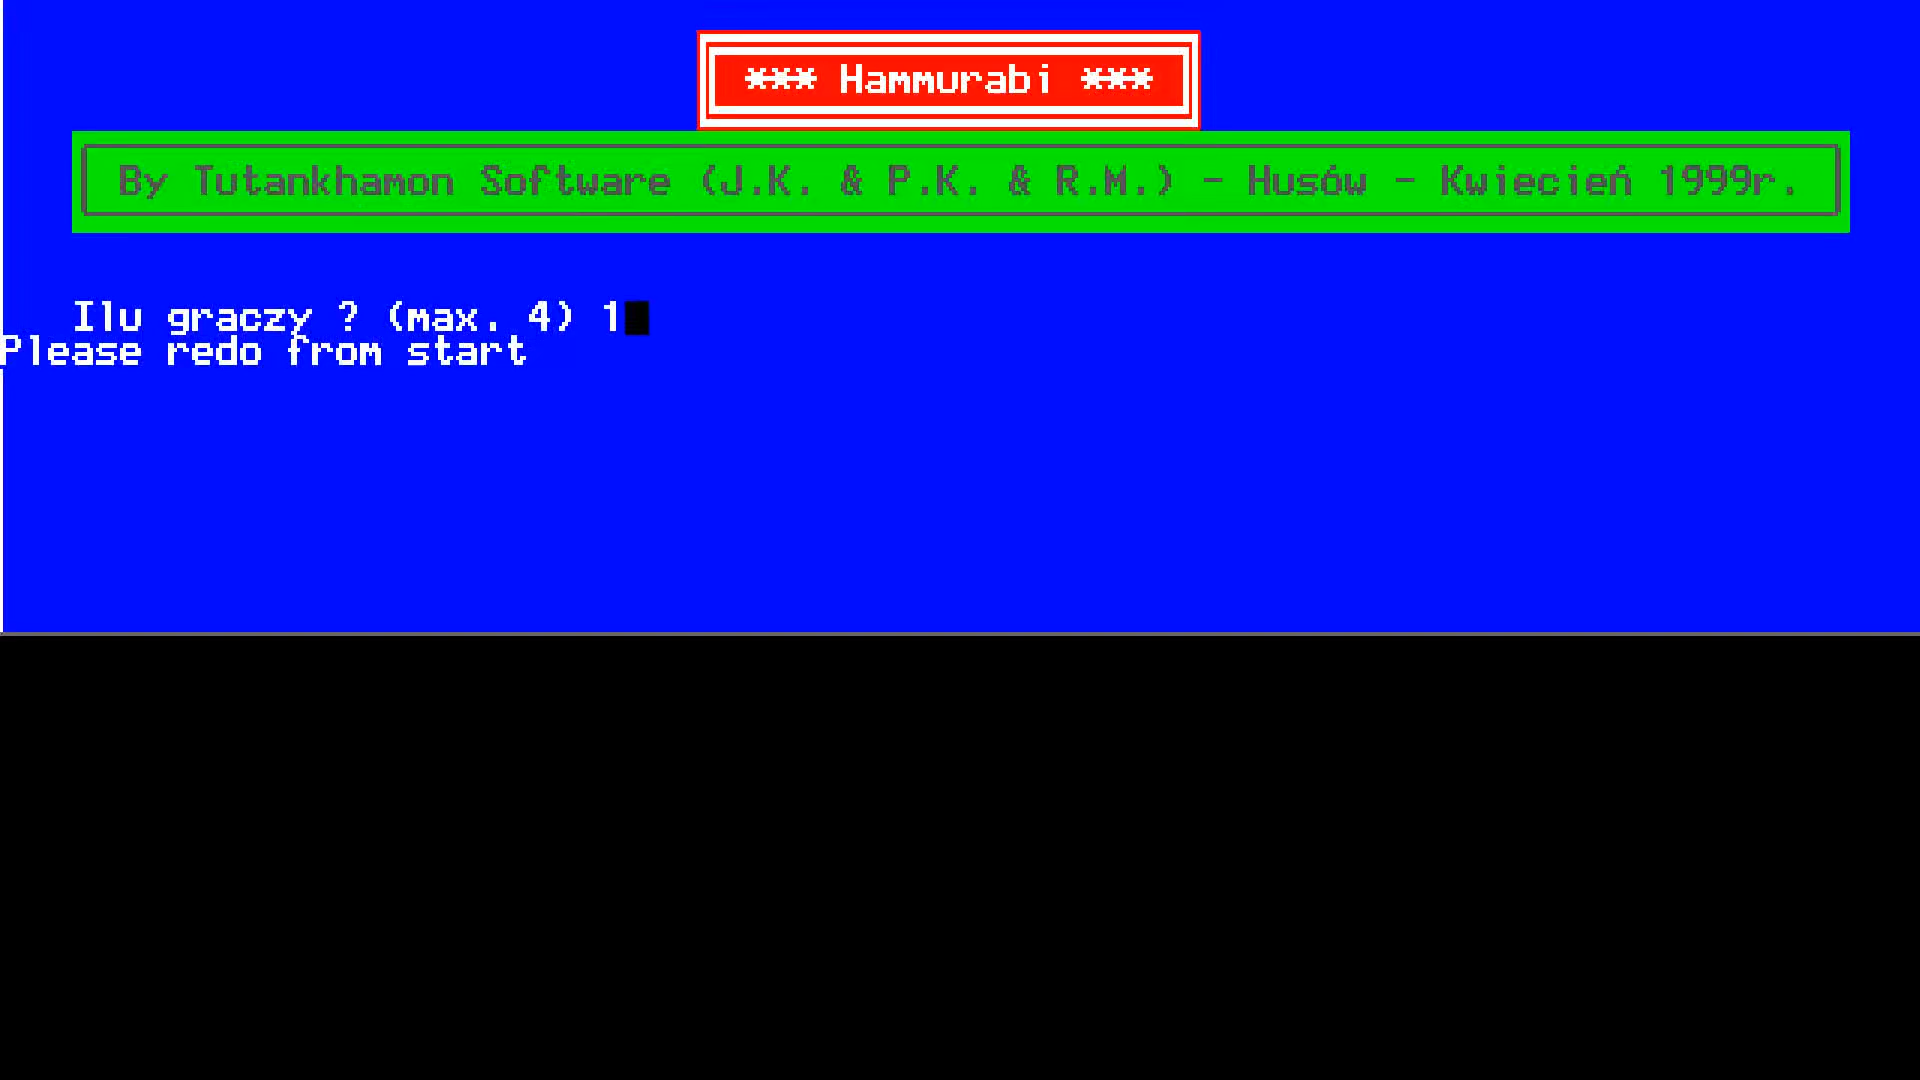 *** Hammurabi ***
By Tutankhamon Software (J.K. & P.K. & R.M.) - Husów - Kwiecień 1999r.
Ilu graczy ? (max. 4) 1
Please redo from start